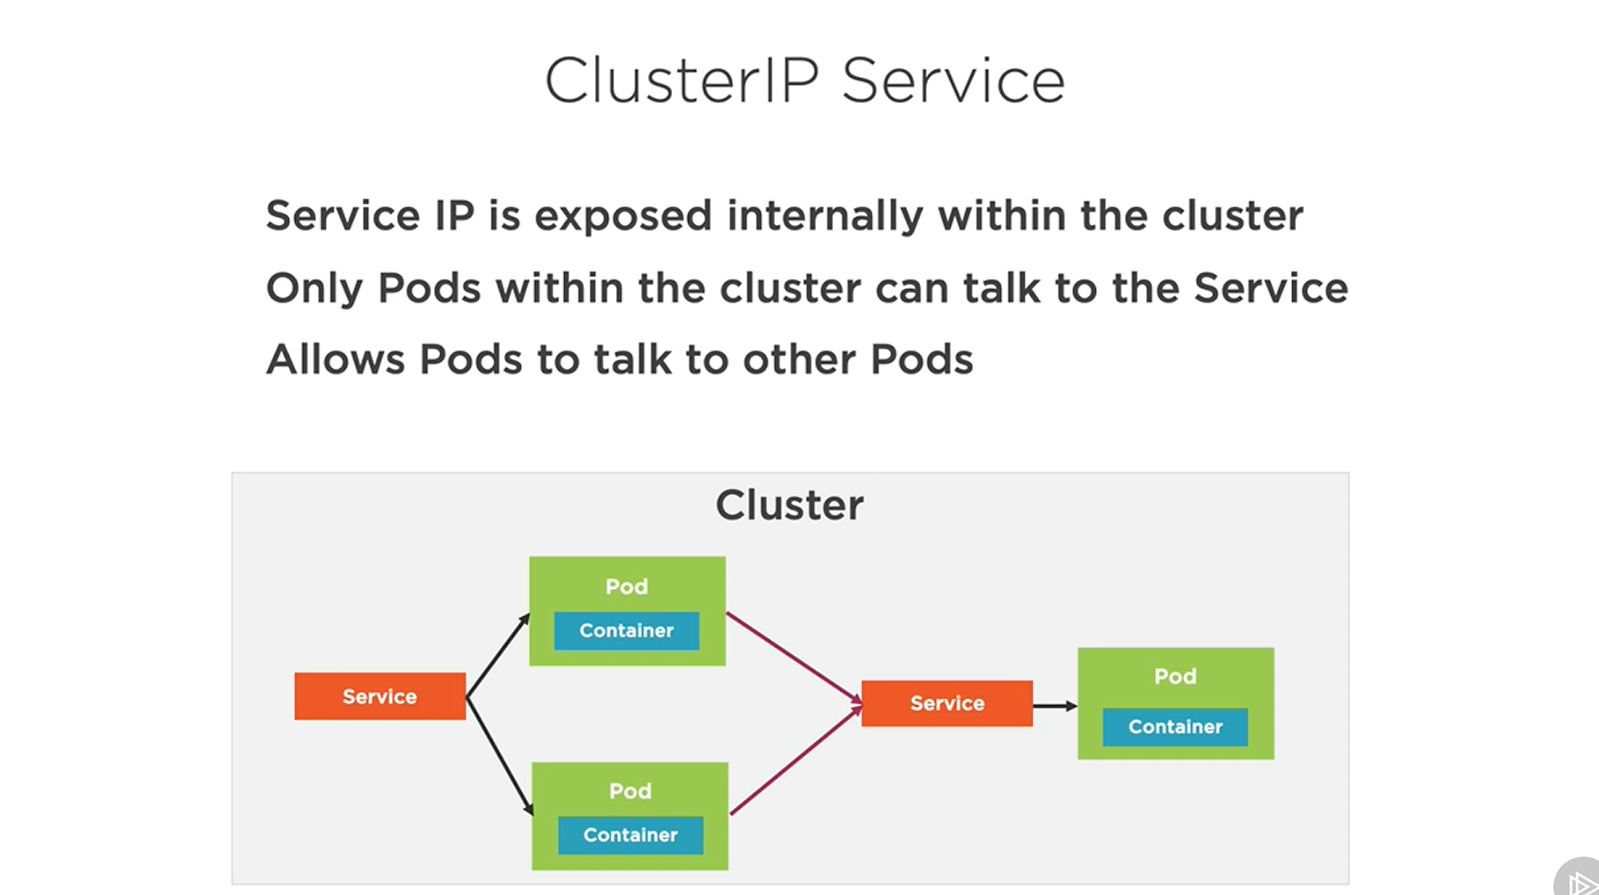 ClusterIP Service
Service IP is exposed internally within the cluster
Only Pods within the cluster can talk to the Service
Allows Pods to talk to other Pods
Cluster
Service
Pod
Container
Pod
Container
Service
Pod
Container